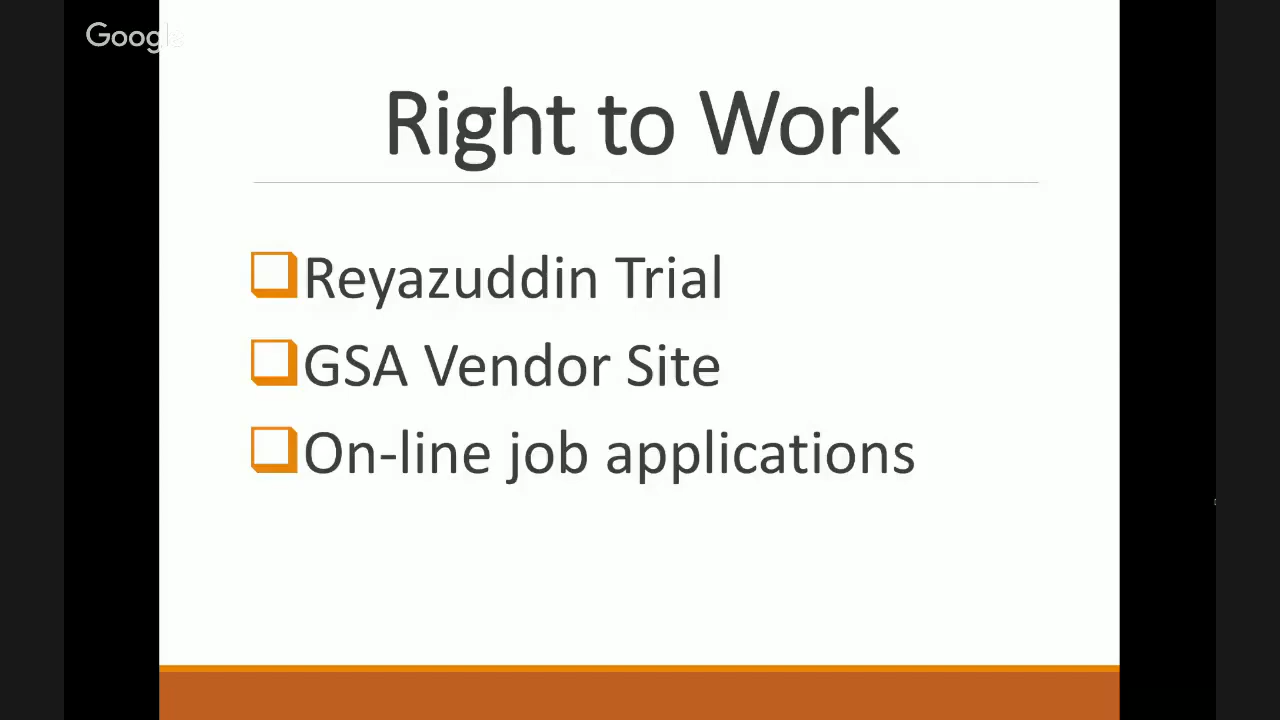 Google
Right to Work
Reyazuddin Trial
GSA Vendor Site
On-line job applications